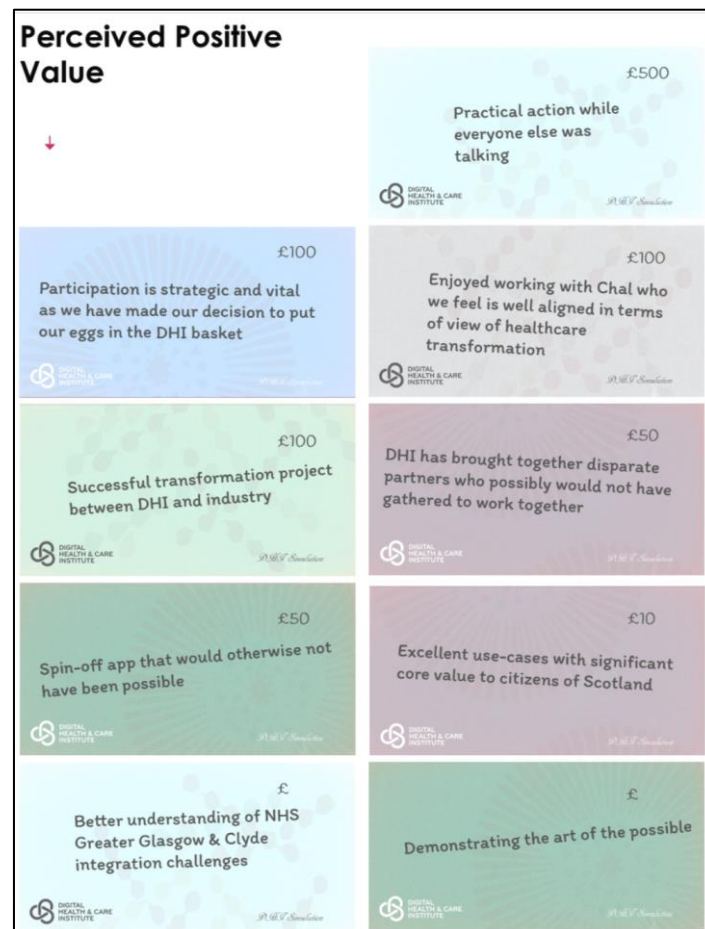 Perceived Positive
Value
£500
Practical action while
everyone else was
talking
DIGITAL
HEALTH & CARE
INSTITUTE
£100
Participation is strategic and vital
as we have made our decision to put
our eggs in the DHI basket
DIGITAL
HEALTH & CARE
INSTITUTE
£100
Enjoyed working with Chal who
we feel is well aligned in terms
of view of healthcare
transformation
DIGITAL
HEALTH & CARE
INSTITUTE
£100
Successful transformation project
between DHI and industry
DIGITAL
HEALTH & CARE
INSTITUTE
£50
DHI has brought together disparate
partners who possibly would not have
gathered to work together
DIGITAL
HEALTH & CARE
INSTITUTE
£50
Spin-off app that would otherwise not
have been possible
DIGITAL
HEALTH & CARE
INSTITUTE
£10
Excellent use-cases with significant
core value to citizens of Scotland
DIGITAL
HEALTH & CARE
INSTITUTE
£
Better understanding of NHS
Greater Glasgow & Clyde
integration challenges
DIGITAL
HEALTH & CARE
INSTITUTE
£
Demonstrating the art of the possible
DIGITAL
HEALTH & CARE
INSTITUTE